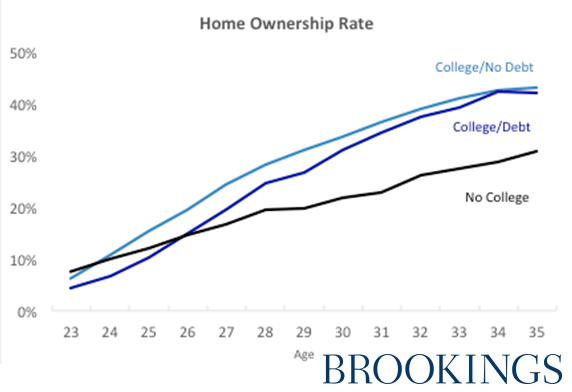 Home Ownership Rate
50%
College/No Debt
40%
College/Debt
30%
No College
20%
10%
0%
23 24 25 26 27 28 29 30 31 32 33 34 35
Age
BROOKINGS